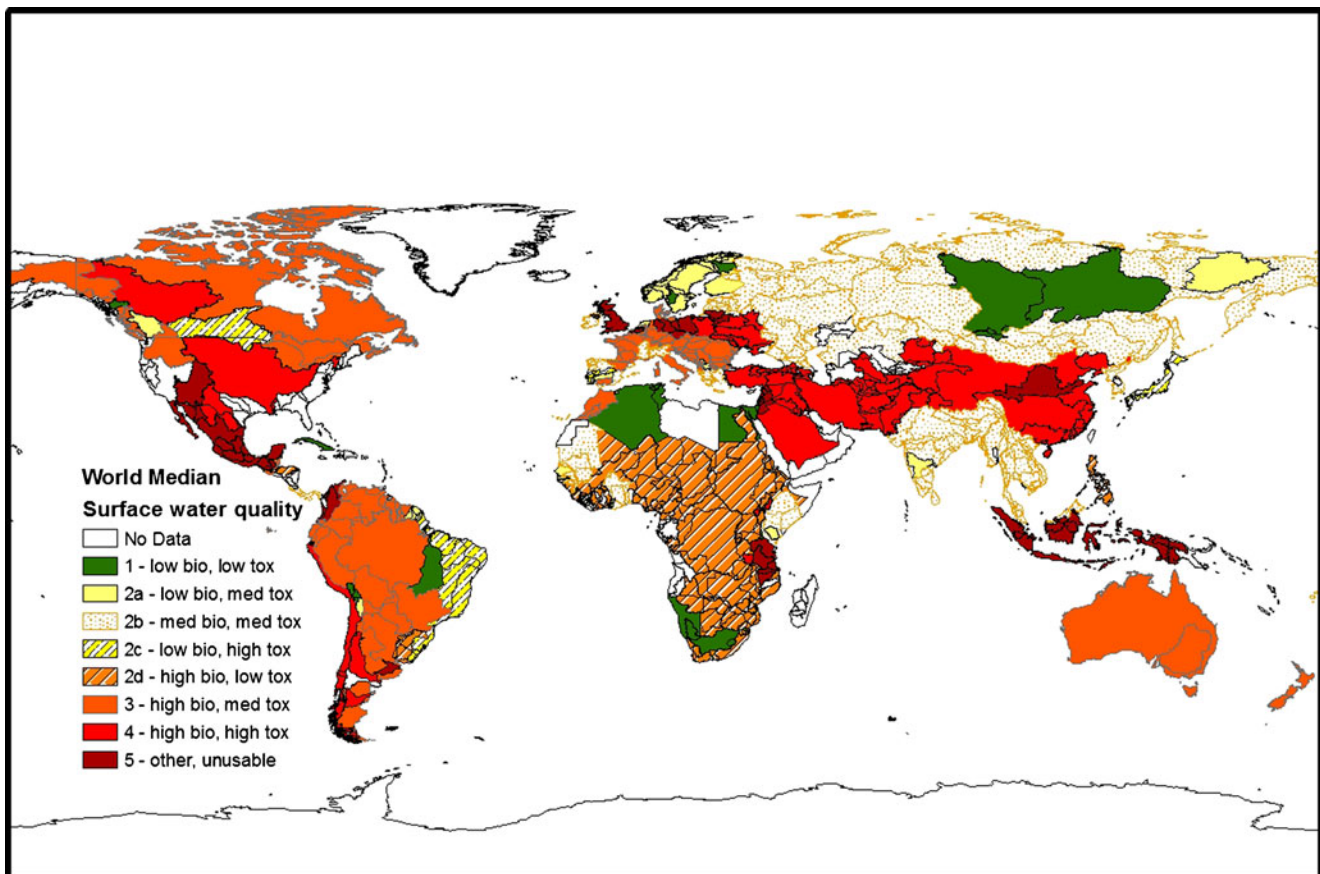 World Median
Surface water quality
No Data
1 - low bio, low tox
2a - low bio, med tox
2b - med bio, med tox
2c - low bio, high tox
2d - high bio, low tox
3 - high bio, med tox
4 - high bio, high tox
5 - other, unusable